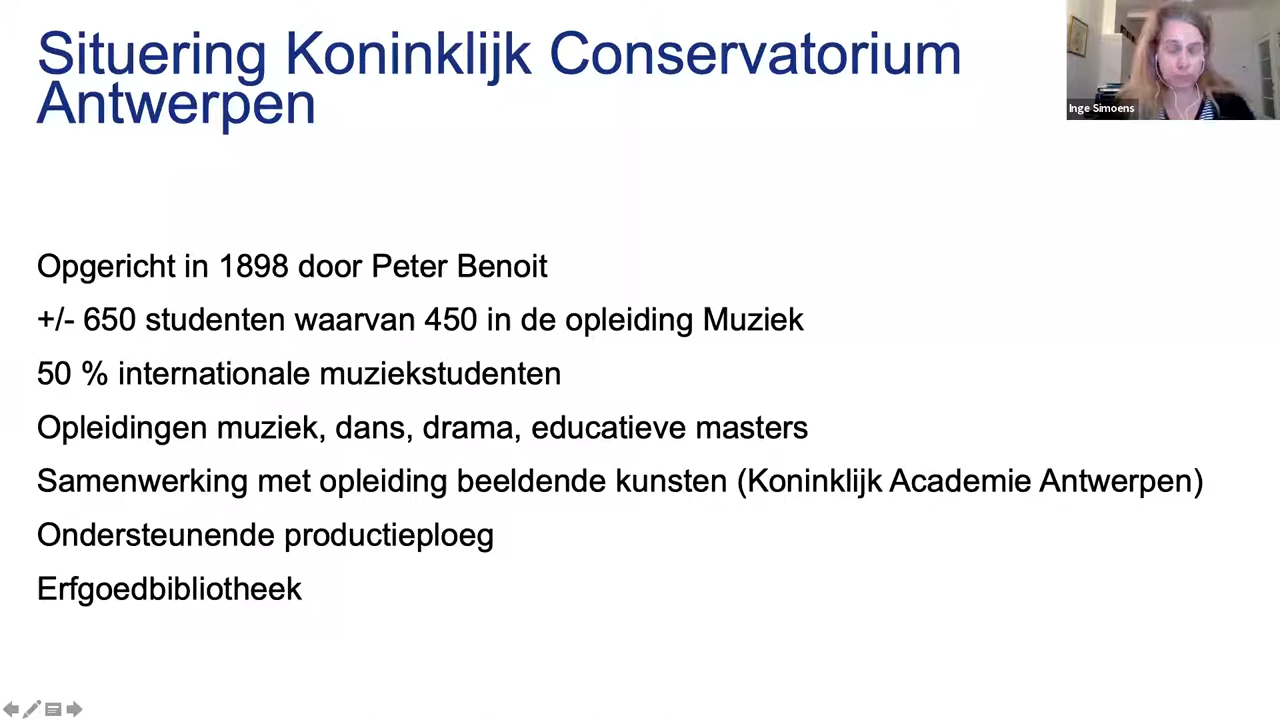 Situering Koninklijk Conservatorium
Antwerpen
Inge Simoens
Opgericht in 1898 door Peter Benoit
+/- 650 studenten waarvan 450 in de opleiding Muziek
50 % internationale muziekstudenten
Opleidingen muziek, dans, drama, educatieve masters
Samenwerking met opleiding beeldende kunsten (Koninklijk Academie Antwerpen)
Ondersteunende productieploeg
Erfgoedbibliotheek